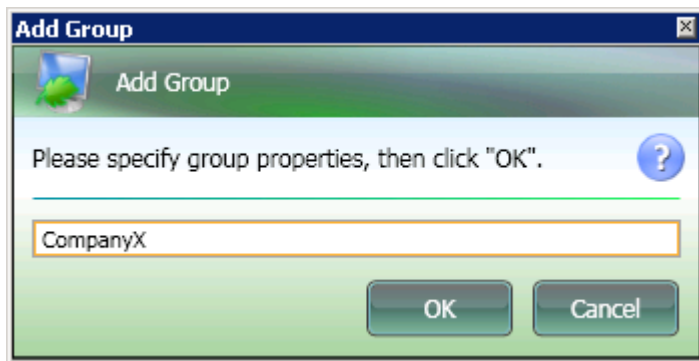 Add Group
Add Group
Please specify group properties, then click "OK".
?
CompanyX
OK Cancel